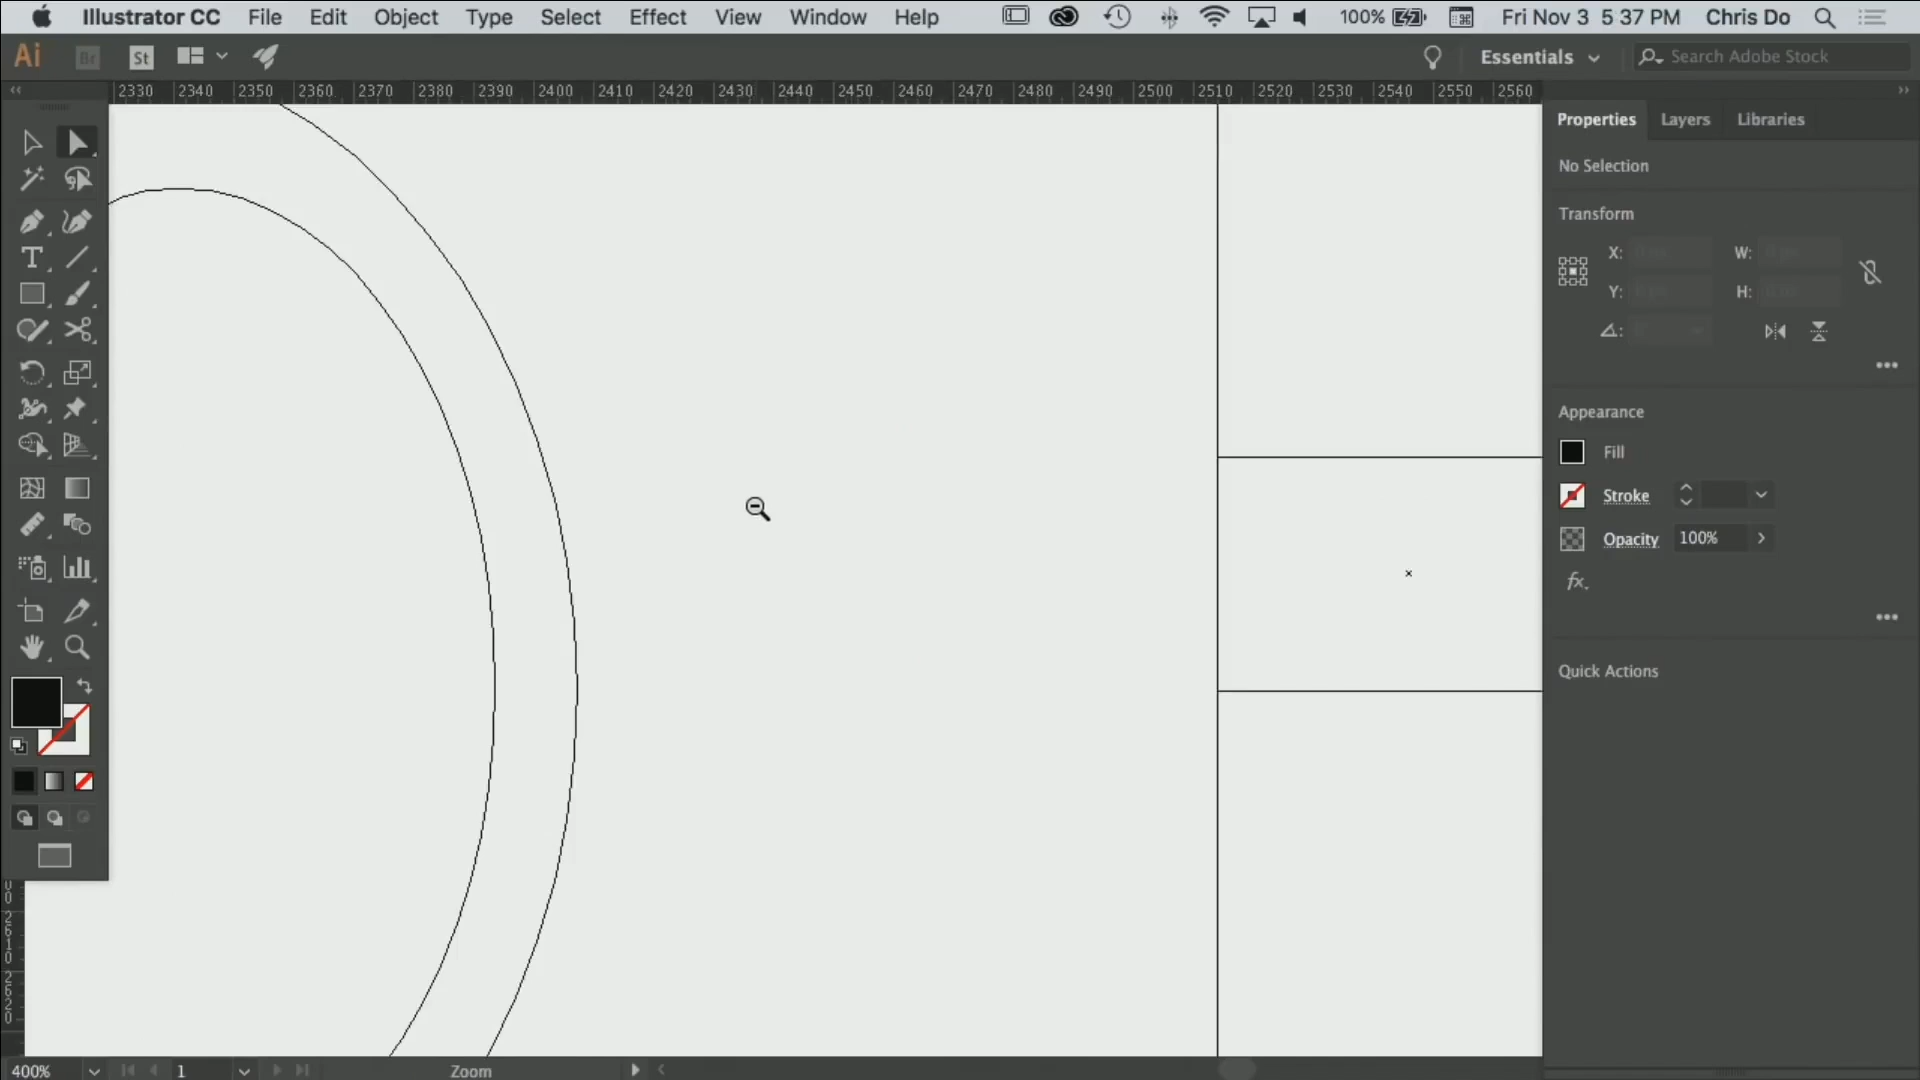 Illustrator CC File Edit Object Type Select Effect View Window Help 100% Fri Nov 3 5:37 PM Chris Do
Ai Br St Essentials Search Adobe Stock
2330 2340 2350 2360 2370 2380 2390 2400 2410 2420 2430 2440 2450 2460 2470 2480 2490 2500 2510 2520 2530 2540 2550 2560
Properties Layers Libraries
No Selection
Transform
X: W:
Y: H:
Appearance
Fill
Stroke
Opacity 100%
fx.
Quick Actions
2610
2620
400% 1 Zoom